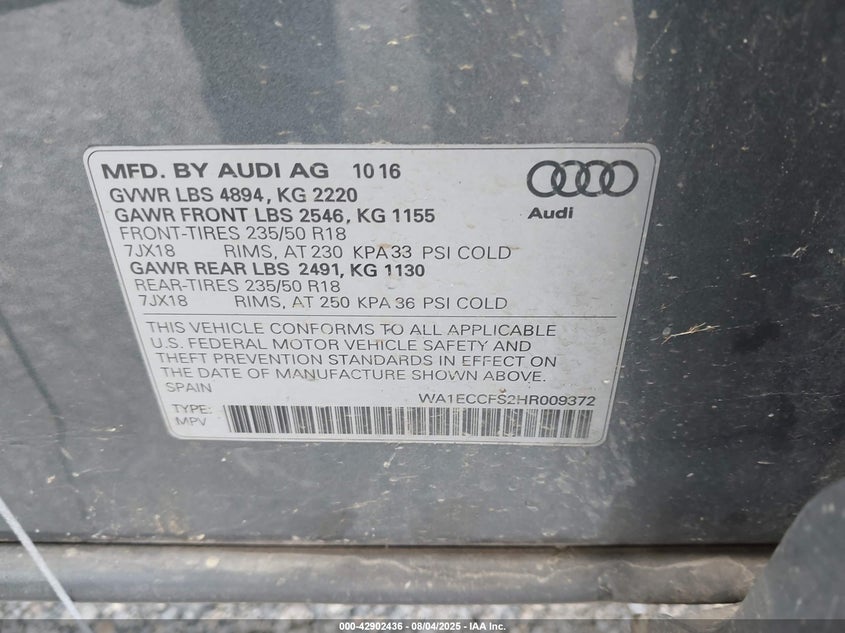 MFD. BY AUDI AG 10 16
GVWR LBS 4894, KG 2220
GAWR FRONT LBS 2546, KG 1155
FRONT-TIRES 235/50 R18
7JX18 RIMS, AT 230 KPA 33 PSI COLD
GAWR REAR LBS 2491, KG 1130
REAR-TIRES 235/50 R18
7JX18 RIMS, AT 250 KPA 36 PSI COLD
Audi
THIS VEHICLE CONFORMS TO ALL APPLICABLE
U.S. FEDERAL MOTOR VEHICLE SAFETY AND
THEFT PREVENTION STANDARDS IN EFFECT ON
THE DATE OF MANUFACTURE SHOWN ABOVE.
SPAIN
WA1ECCFS2HR009372
TYPE:
MPV
000-42902436 - 08/04/2025 - IAA Inc.